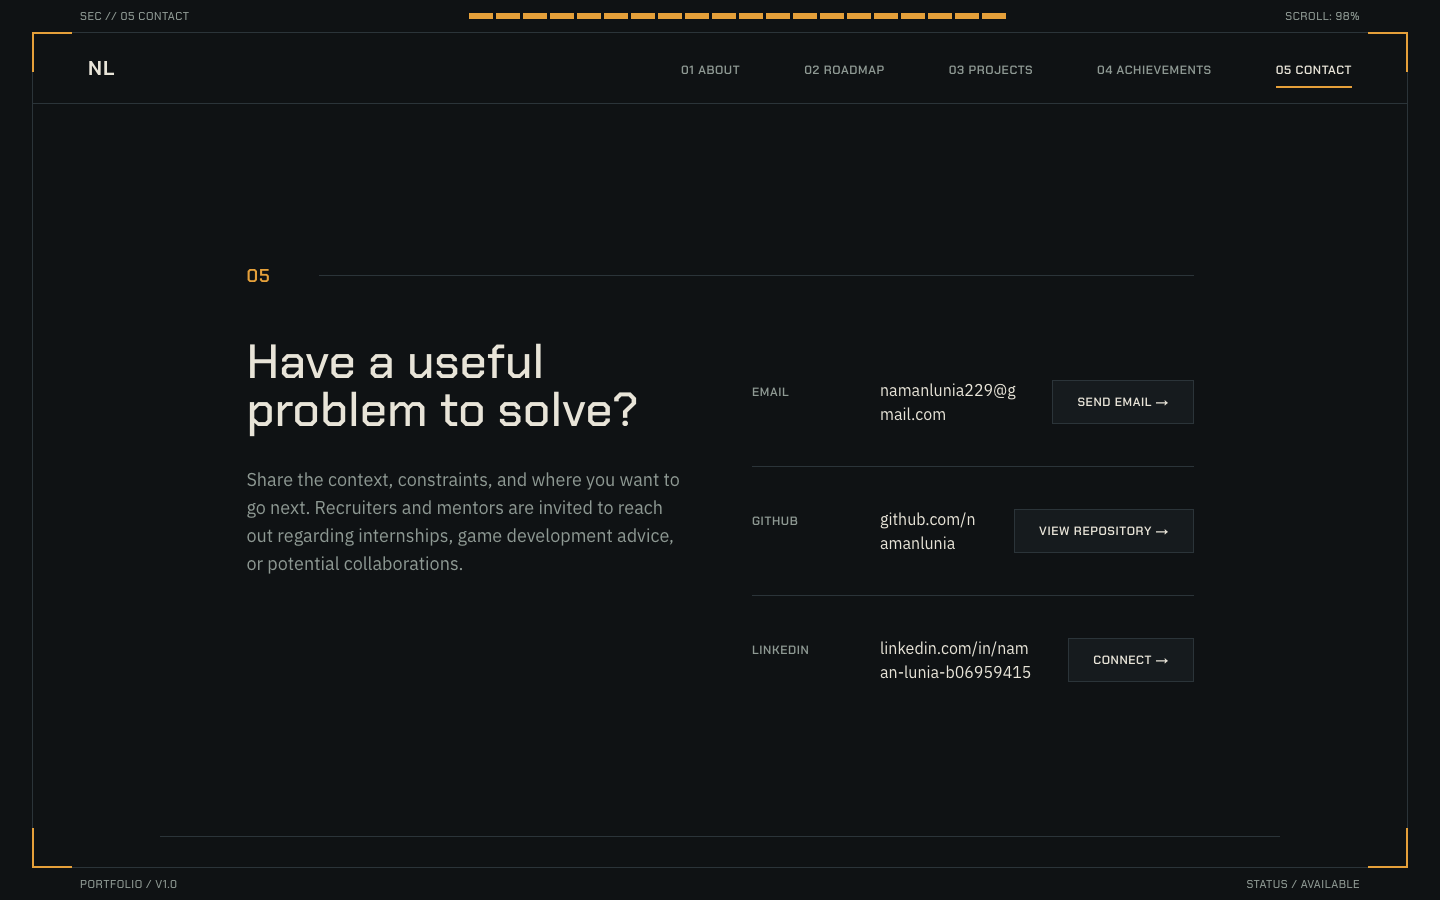 SEC // 05 CONTACT
SCROLL: 98%
NL
01 ABOUT
02 ROADMAP
03 PROJECTS
04 ACHIEVEMENTS
05 CONTACT
05
Have a useful
problem to solve?
Share the context, constraints, and where you want to
go next. Recruiters and mentors are invited to reach
out regarding internships, game development advice,
or potential collaborations.
EMAIL
namanlunia229@g
mail.com
SEND EMAIL →
GITHUB
github.com/n
amanlunia
VIEW REPOSITORY →
LINKEDIN
linkedin.com/in/nam
an-lunia-b06959415
CONNECT →
PORTFOLIO / V1.0
STATUS / AVAILABLE